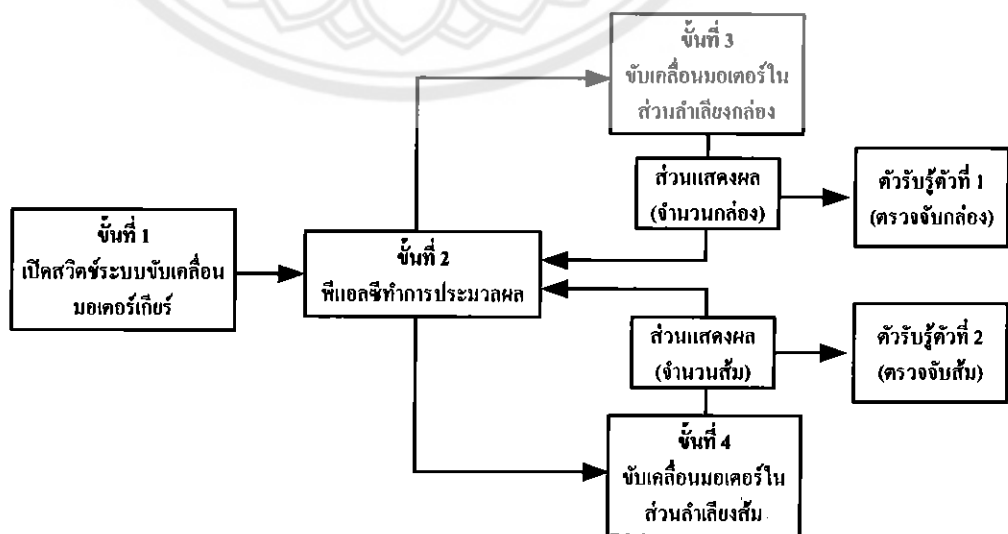 ขั้นที่ 3
ขับเคลื่อนมอเตอร์ใน
ส่วนลำเลียงกล่อง
ส่วนแสดงผล
(จำนวนกล่อง)
ตัวรับรู้ตัวที่ 1
(ตรวจจับกล่อง)
ขั้นที่ 1
เปิดสวิตช์ระบบขับเคลื่อน
มอเตอร์เกียร์
ขั้นที่ 2
พีแอลซีทำการประมวลผล
ส่วนแสดงผล
(จำนวนส้ม)
ตัวรับรู้ตัวที่ 2
(ตรวจจับส้ม)
ขั้นที่ 4
ขับเคลื่อนมอเตอร์ใน
ส่วนลำเลียงส้ม